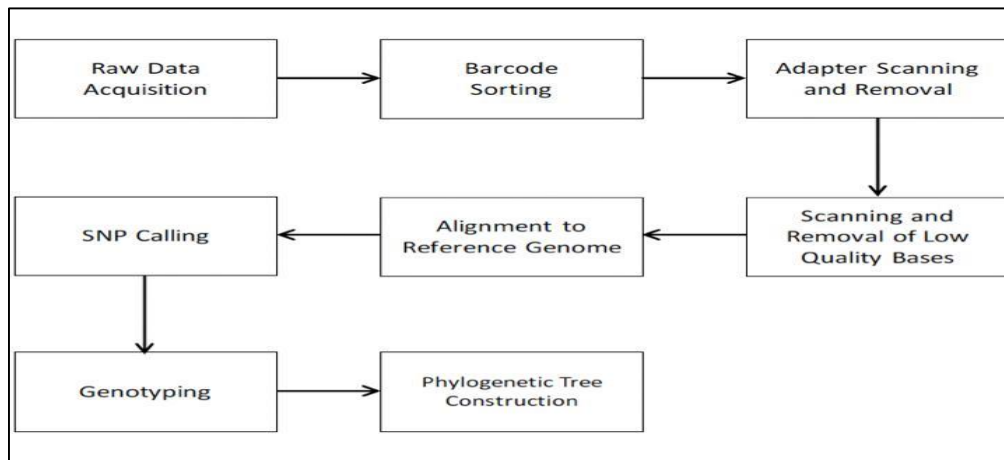 Raw Data
Acquisition
Barcode
Sorting
Adapter Scanning
and Removal
Scanning and
Removal of Low
Quality Bases
Alignment to
Reference Genome
SNP Calling
Genotyping
Phylogenetic Tree
Construction